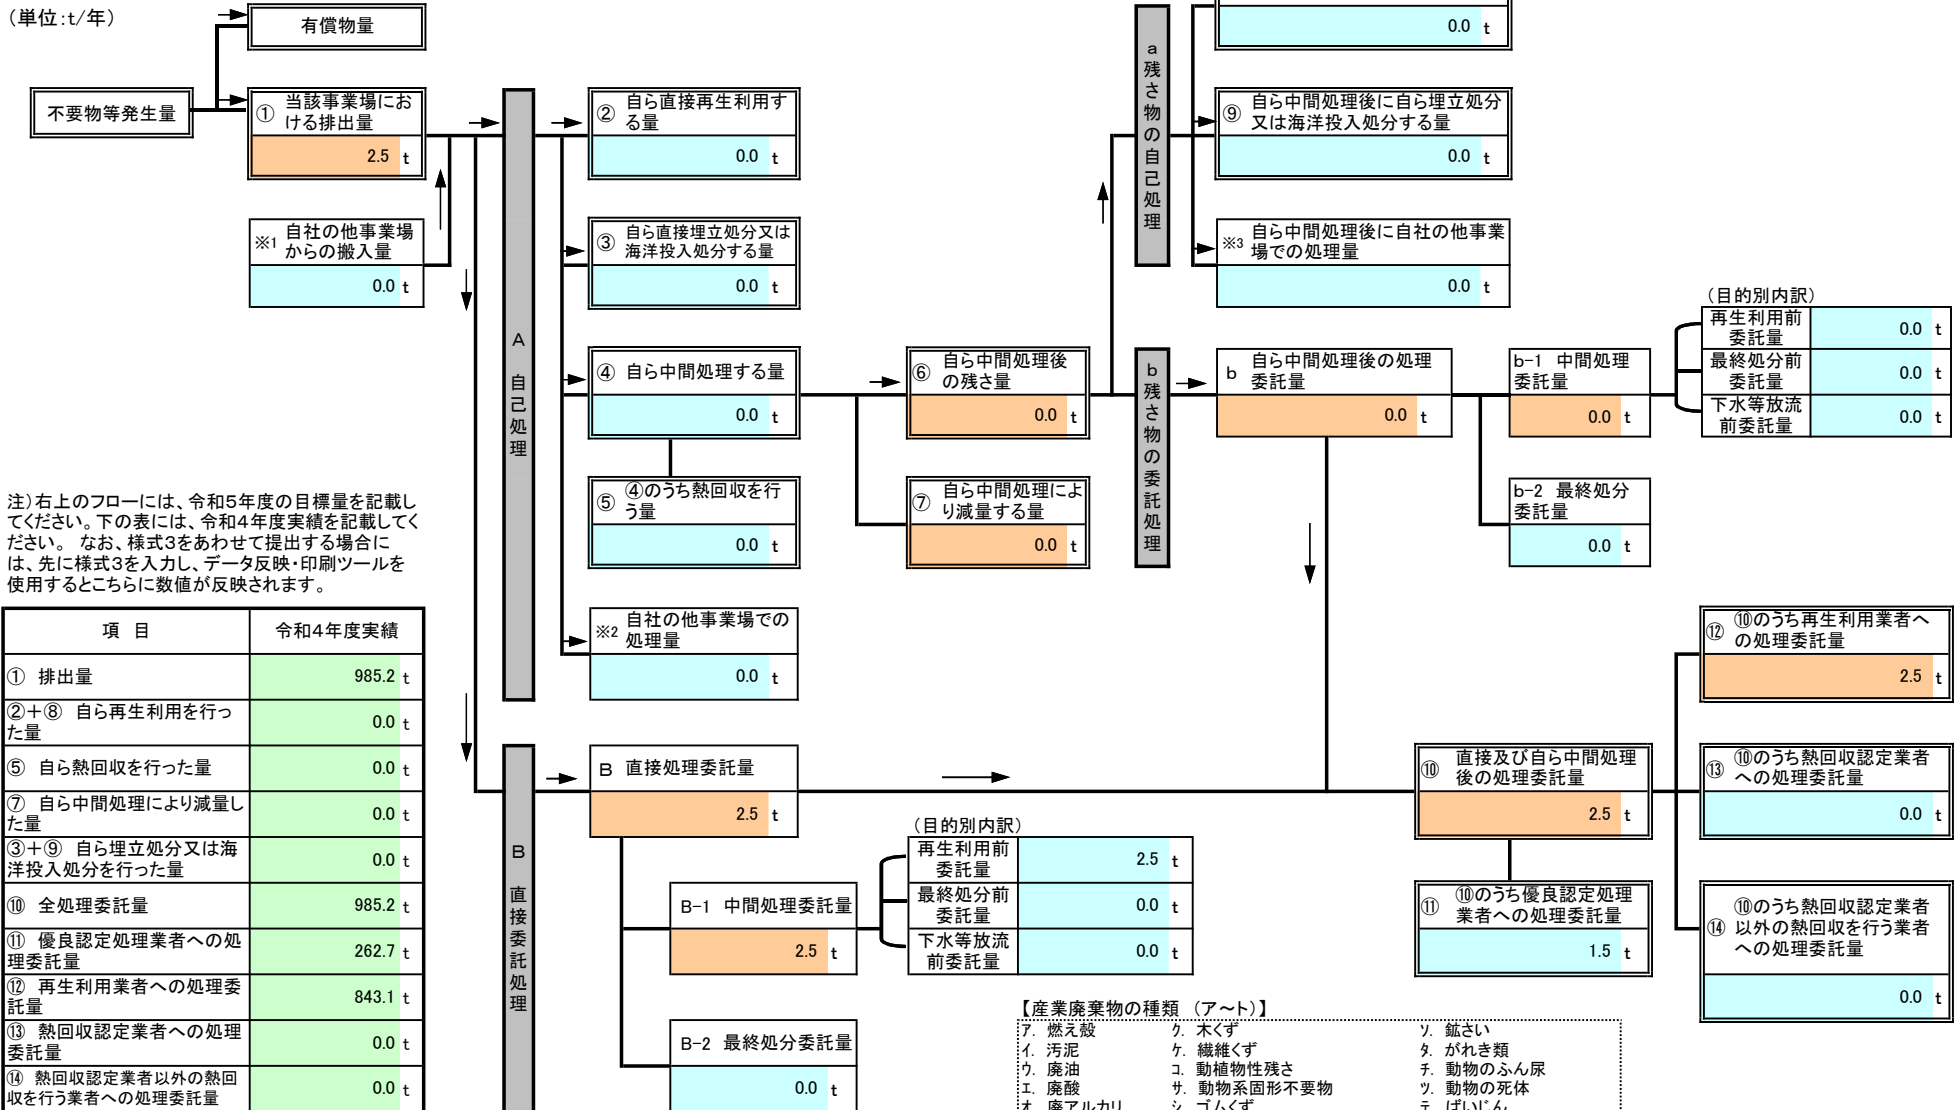 （単位:t/年）
有償物量
不要物等発生量
① 当該事業場にお
ける排出量
2.5 t
※1 自社の他事業場
からの搬入量
0.0 t
A 自己処理
② 自ら直接再生利用す
る量
0.0 t
③ 自ら直接埋立処分又は
海洋投入処分する量
0.0 t
④ 自ら中間処理する量
0.0 t
⑤ ④のうち熱回収を行
う量
0.0 t
※2 自社の他事業場での
処理量
0.0 t
⑥ 自ら中間処理後
の残さ量
0.0 t
⑦ 自ら中間処理によ
り減量する量
0.0 t
a残さ物の自己処理
0.0 t
⑨ 自ら中間処理後に自ら埋立処分
又は海洋投入処分する量
0.0 t
※3 自ら中間処理後に自社の他事業
場での処理量
0.0 t
b残さ物の委託処理
b 自ら中間処理後の処理
委託量
0.0 t
b-1 中間処理
委託量
0.0 t
（目的別内訳）
再生利用前
委託量
0.0 t
最終処分前
委託量
0.0 t
下水等放流
前委託量
0.0 t
b-2 最終処分
委託量
0.0 t
注）右上のフローには、令和５年度の目標量を記載し
てください。下の表には、令和４年度実績を記載してく
ださい。 なお、様式３をあわせて提出する場合に
は、先に様式３を入力し、データ反映・印刷ツールを
使用するとこちらに数値が反映されます。
項 目 令和４年度実績
① 排出量 985.2 t
②＋⑧ 自ら再生利用を行っ
た量 0.0 t
⑤ 自ら熱回収を行った量 0.0 t
⑦ 自ら中間処理により減量し
た量 0.0 t
③＋⑨ 自ら埋立処分又は海
洋投入処分を行った量 0.0 t
⑩ 全処理委託量 985.2 t
⑪ 優良認定処理業者への処
理委託量 262.7 t
⑫ 再生利用業者への処理委
託量 843.1 t
⑬ 熱回収認定業者への処理
委託量 0.0 t
⑭ 熱回収認定業者以外の熱回
収を行う業者への処理委託量 0.0 t
B 直接委託処理
B 直接処理委託量
2.5 t
B-1 中間処理委託量
2.5 t
（目的別内訳）
再生利用前
委託量
2.5 t
最終処分前
委託量
0.0 t
下水等放流
前委託量
0.0 t
B-2 最終処分委託量
0.0 t
⑩ 直接及び自ら中間処理
後の処理委託量
2.5 t
⑪ ⑩のうち優良認定処理
業者への処理委託量
1.5 t
⑫ ⑩のうち再生利用業者へ
の処理委託量
2.5 t
⑬ ⑩のうち熱回収認定業者
への処理委託量
0.0 t
⑭ ⑩のうち熱回収認定業者
以外の熱回収を行う業者
への処理委託量
0.0 t
【産業廃棄物の種類 （ア～ト）】
ア. 燃え殻 ク. 木くず ソ. 鉱さい
イ. 汚泥 ケ. 繊維くず タ. がれき類
ウ. 廃油 コ. 動植物性残さ チ. 動物のふん尿
エ. 廃酸 サ. 動物系固形不要物 ツ. 動物の死体
オ. 廃アルカリ シ. ゴムくず テ. ばいじん